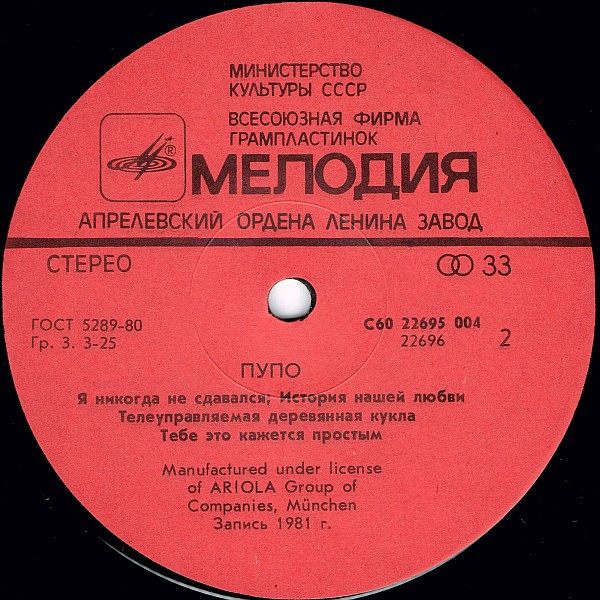 МИНИСТЕРСТВО
КУЛЬТУРЫ СССР
ВСЕСОЮЗНАЯ ФИРМА
ГРАМПЛАСТИНОК
®
МЕЛОДИЯ
АПРЕЛЕВСКИЙ ОРДЕНА ЛЕНИНА ЗАВОД
СТЕРЕО
33
ГОСТ 5289-80
Гр. 3. 3-25
С60 22695 004
22696
2
ПУПО
Я никогда не сдавался; История нашей любви
Телеуправляемая деревянная кукла
Тебе это кажется простым
Manufactured under license
of ARIOLA Group of
Companies, München
Запись 1981 г.